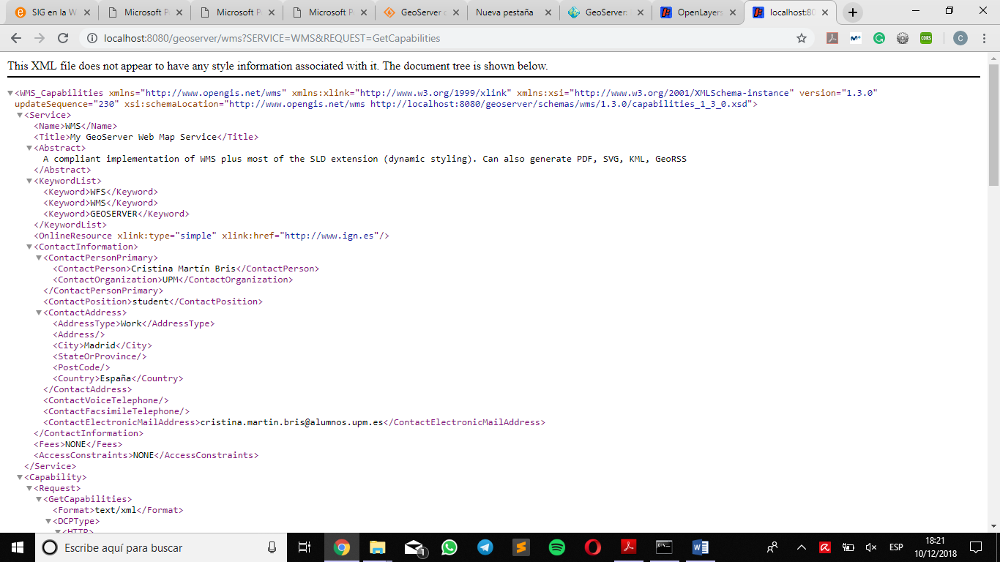 SIG en la W
Microsoft P
Microsoft P
Microsoft P
GeoServer c
Nueva pestaña
GeoServer:
OpenLayers
localhost:80
localhost:8080/geoserver/wms?SERVICE=WMS&REQUEST=GetCapabilities
CORS
C
This XML file does not appear to have any style information associated with it. The document tree is shown below.
<WMS_Capabilities xmlns="http://www.opengis.net/wms" xmlns:xlink="http://www.w3.org/1999/xlink" xmlns:xsi="http://www.w3.org/2001/XMLSchema-instance" version="1.3.0"
updateSequence="230" xsi:schemaLocation="http://www.opengis.net/wms http://localhost:8080/geoserver/schemas/wms/1.3.0/capabilities_1_3_0.xsd">
<Service>
<Name>WMS</Name>
<Title>My GeoServer Web Map Service</Title>
<Abstract>
A compliant implementation of WMS plus most of the SLD extension (dynamic styling). Can also generate PDF, SVG, KML, GeoRSS
</Abstract>
<KeywordList>
<Keyword>WFS</Keyword>
<Keyword>WMS</Keyword>
<Keyword>GEOSERVER</Keyword>
</KeywordList>
<OnlineResource xlink:type="simple" xlink:href="http://www.ign.es"/>
<ContactInformation>
<ContactPersonPrimary>
<ContactPerson>Cristina Martín Bris</ContactPerson>
<ContactOrganization>UPM</ContactOrganization>
</ContactPersonPrimary>
<ContactPosition>student</ContactPosition>
<ContactAddress>
<AddressType>Work</AddressType>
<Address/>
<City>Madrid</City>
<StateOrProvince/>
<PostCode/>
<Country>España</Country>
</ContactAddress>
<ContactVoiceTelephone/>
<ContactFacsimileTelephone/>
<ContactElectronicMailAddress>cristina.martin.bris@alumnos.upm.es</ContactElectronicMailAddress>
</ContactInformation>
<Fees>NONE</Fees>
<AccessConstraints>NONE</AccessConstraints>
</Service>
<Capability>
<Request>
<GetCapabilities>
<Format>text/xml</Format>
<DCPType>
<HTTP>
Escribe aquí para buscar
1
ESP
18:21
10/12/2018